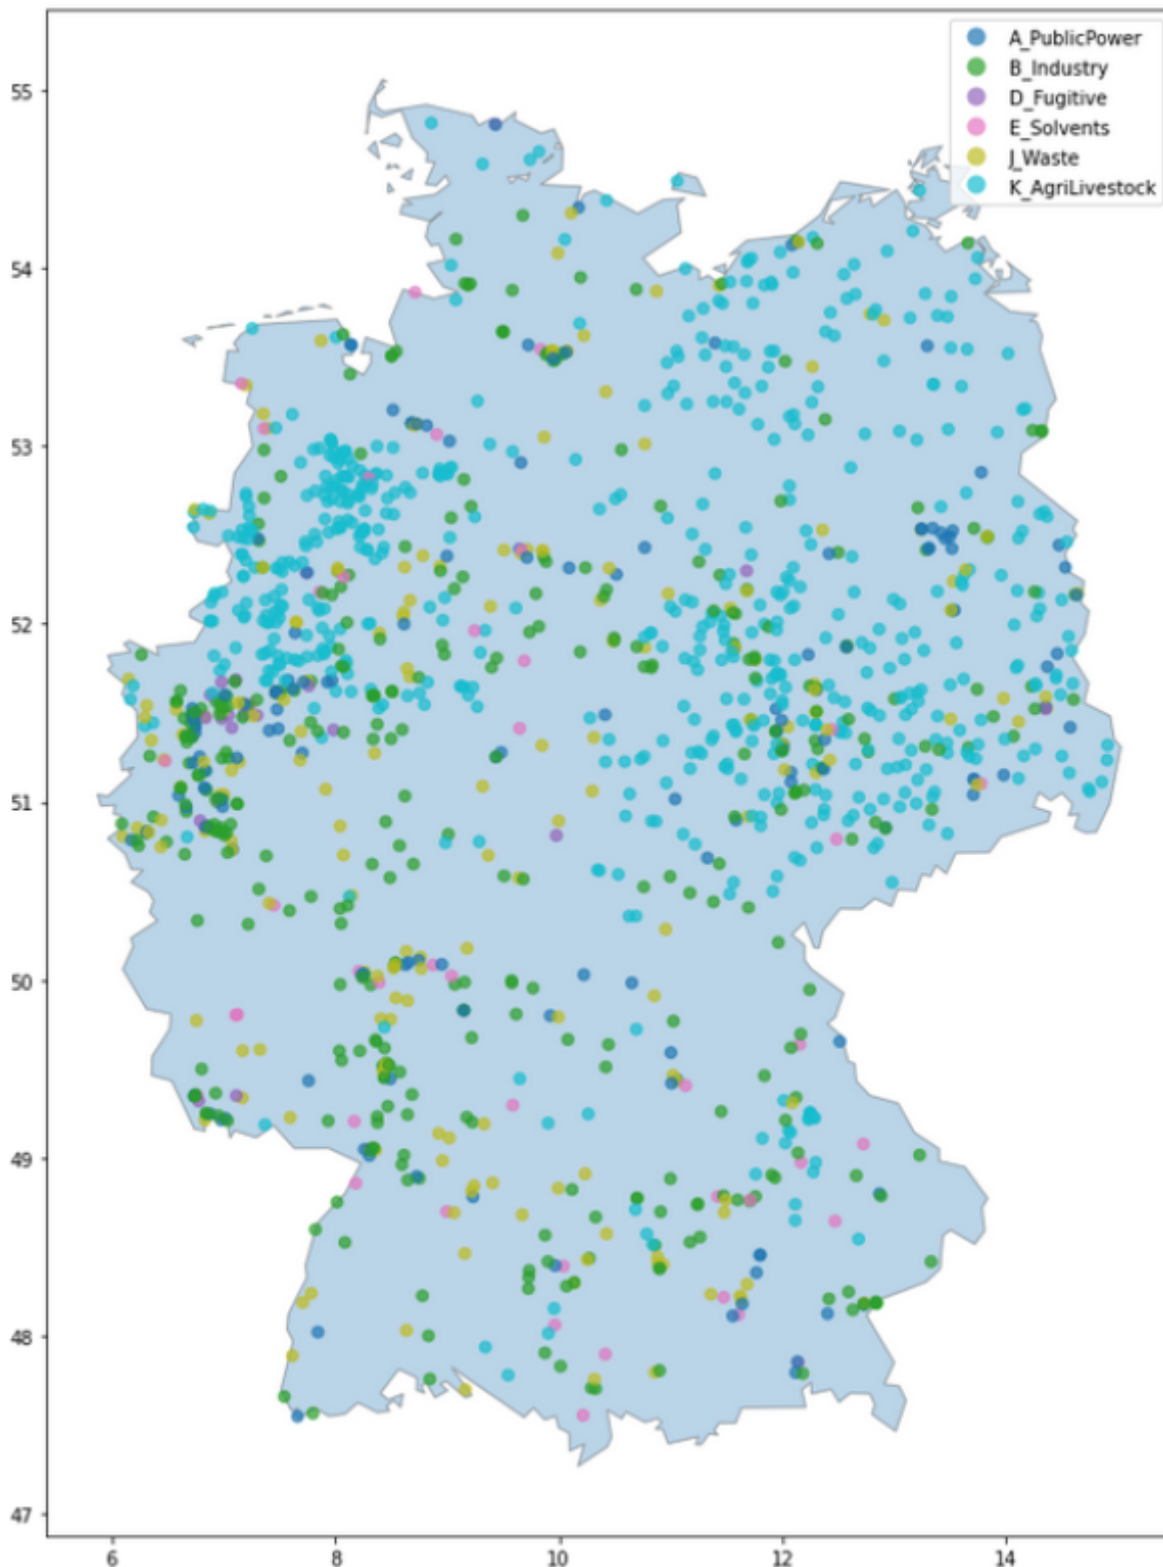 A_PublicPower
B_Industry
D_Fugitive
E_Solvents
J_Waste
K_AgriLivestock
55
54
53
52
51
50
49
48
47
6 8 10 12 14